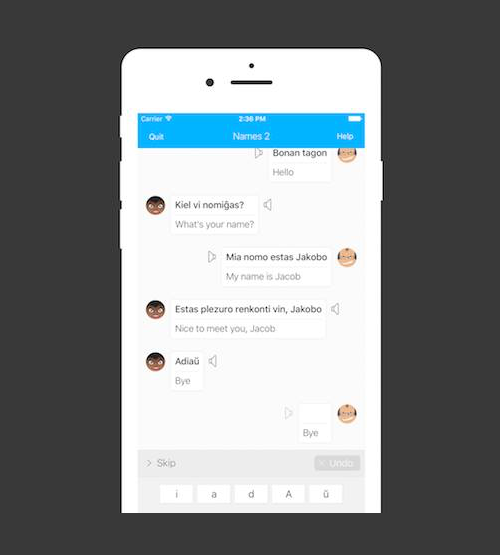 Carrier 2:36 PM
Quit Names 2 Help
Bonan tagon
Hello
Kiel vi nomiĝas?
What's your name?
Mia nomo estas Jakobo
My name is Jacob
Estas plezuro renkonti vin, Jakobo
Nice to meet you, Jacob
Adiaŭ
Bye
Bye
Skip Undo
i a d A ŭ